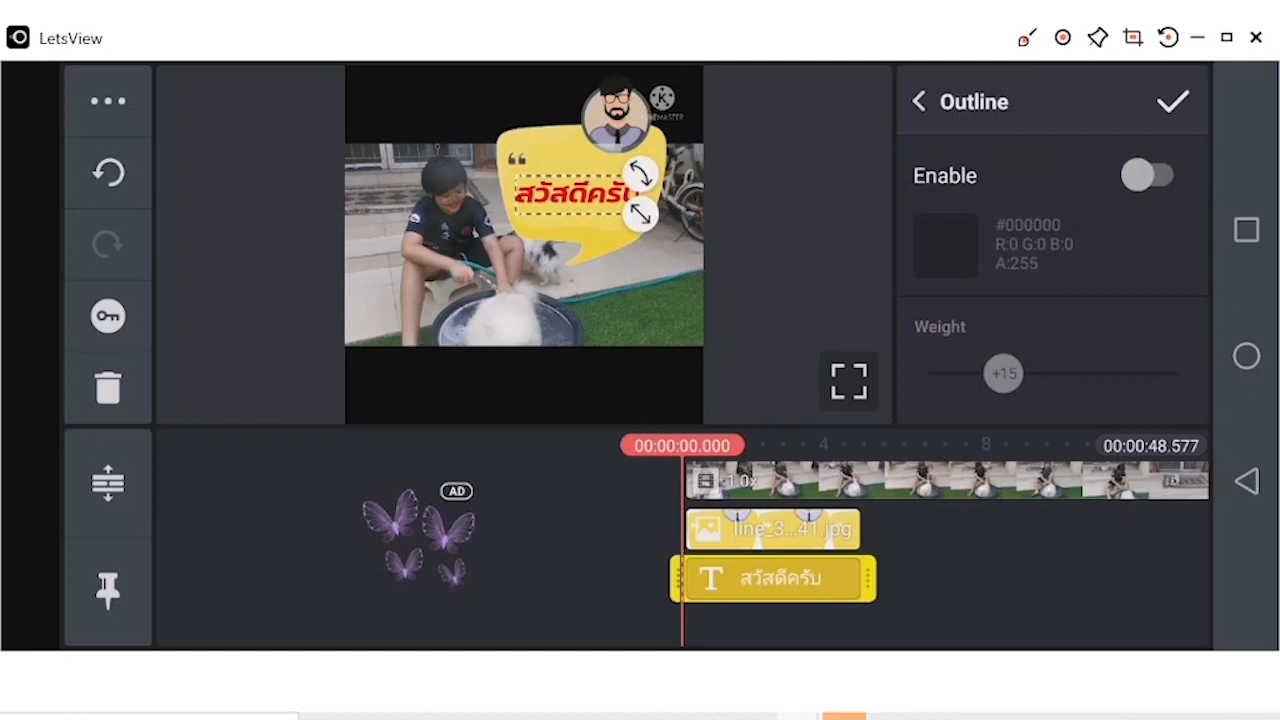 LetsView
Outline
KINEMASTER
สวัสดีครับ
Enable
#000000
R:0 G:0 B:0
A:255
Weight
+15
00:00:00.000
4
8
00:00:48.577
1.0x
AD
line_3...41.jpg
T สวัสดีครับ